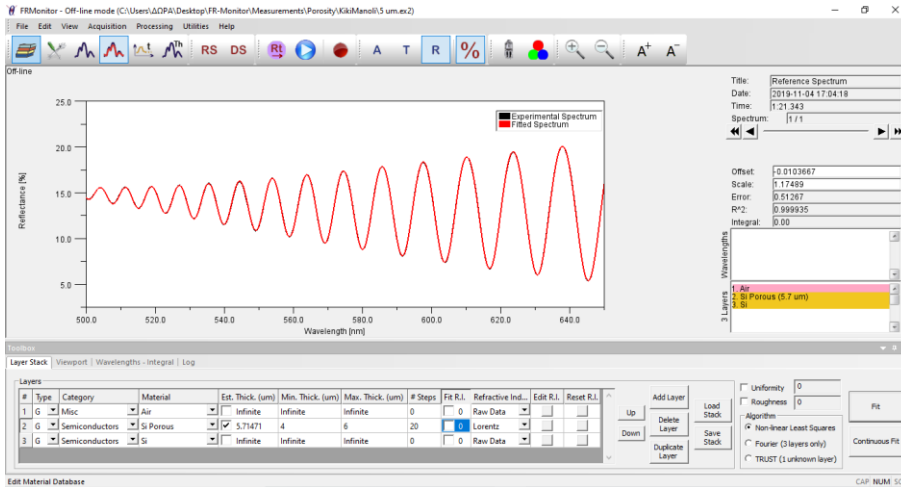 FRMonitor - Off-line mode (C:\Users\ΔΩΡΑ\Desktop\FR-Monitor\Measurements\Porosity\KikiManoli\5 um.ex2)
File Edit View Acquisition Processing Utilities Help
t Th RS DS Rt A T R % A+ A-
Off-line
Title: Reference Spectrum
Date: 2019-11-04 17:04:18
Time: 1:21.343
Spectrum: 1 / 1
Offset: -0.0103667
Scale: 1.17489
Error: 0.51267
R^2: 0.999935
Integral: 0.00
Wavelengths
3 Layers
1. Air
2. Si Porous (5.7 um)
3. Si
Experimental Spectrum
Fitted Spectrum
Reflectance [%]
25.0
20.0
15.0
10.0
5.0
500.0 520.0 540.0 560.0 580.0 600.0 620.0 640.0
Wavelength [nm]
Toolbox
Layer Stack Viewport Wavelengths - Integral Log
Layers
# Type Category Material Est. Thick. (um) Min. Thick. (um) Max. Thick. (um) # Steps Fit R.I. Refractive Ind... Edit R.I. Reset R.I.
1 G Misc Air Infinite Infinite Infinite 0 0 Raw Data
2 G Semiconductors Si Porous 5.71471 4 6 20 0 Lorentz
3 G Semiconductors Si Infinite Infinite Infinite 0 0 Raw Data
Up
Down
Add Layer
Delete Layer
Duplicate Layer
Load Stack
Save Stack
Uniformity 0
Roughness 0
Algorithm
Non-linear Least Squares
Fourier (3 layers only)
TRUST (1 unknown layer)
Fit
Continuous Fit
Edit Material Database
CAP NUM SC